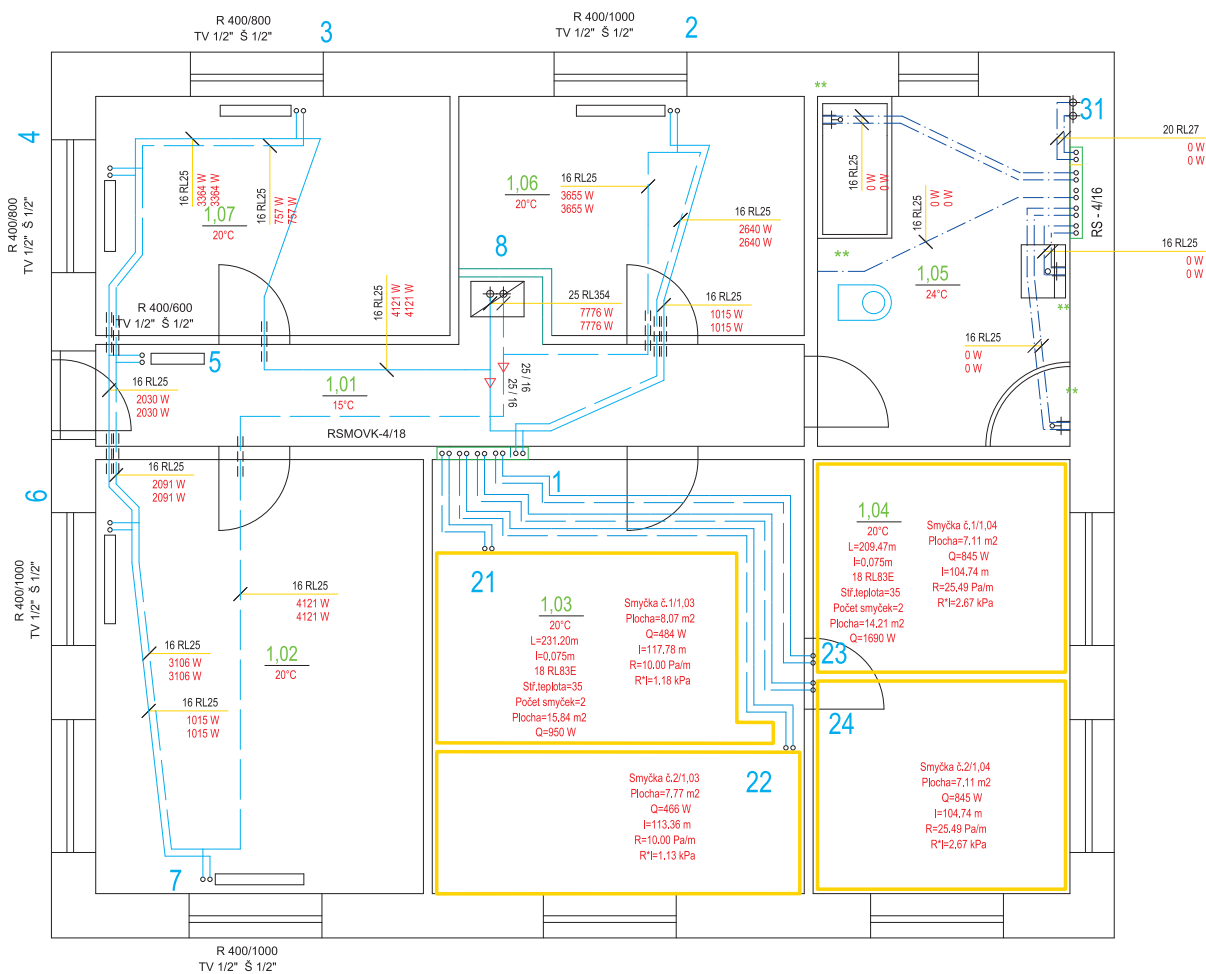 R 400/800
TV 1/2" Š 1/2"
3
R 400/1000
TV 1/2" Š 1/2"
2
**
31
20 RL27
0 W
0 W
RS - 4/16
16 RL25
0 W
0 W
4
R 400/800
TV 1/2" Š 1/2"
16 RL25
3364 W
3364 W
16 RL25
757 W
757 W
1,07
20°C
1,06
20°C
16 RL25
3655 W
3655 W
16 RL25
2640 W
2640 W
16 RL25
0 W
0 W
16 RL25
0 W
0 W
**
1,05
24°C
8
25 RL354
7776 W
7776 W
16 RL25
1015 W
1015 W
16 RL25
4121 W
4121 W
R 400/600
TV 1/2" Š 1/2"
5
16 RL25
2030 W
2030 W
1,01
15°C
25 / 16
25 / 16
RSMOVK-4/18
**
16 RL25
0 W
0 W
**
6
R 400/1000
TV 1/2" Š 1/2"
16 RL25
2091 W
2091 W
1
16 RL25
4121 W
4121 W
1,02
20°C
16 RL25
3106 W
3106 W
16 RL25
1015 W
1015 W
7
R 400/1000
TV 1/2" Š 1/2"
21
1,03
20°C
L=231.20m
l=0,075m
18 RL83E
Stř.teplota=35
Počet smyček=2
Plocha=15,84 m2
Q=950 W
Smyčka č.1/1,03
Plocha=8.07 m2
Q=484 W
l=117.78 m
R=10.00 Pa/m
R*l=1.18 kPa
22
Smyčka č.2/1,03
Plocha=7.77 m2
Q=466 W
l=113,36 m
R=10.00 Pa/m
R*l=1.13 kPa
1,04
20°C
L=209.47m
l=0,075m
18 RL83E
Stř.teplota=35
Počet smyček=2
Plocha=14,21 m2
Q=1690 W
Smyčka č.1/1,04
Plocha=7.11 m2
Q=845 W
l=104.74 m
R=25,49 Pa/m
R*l=2.67 kPa
23
24
Smyčka č.2/1,04
Plocha=7.11 m2
Q=845 W
l=104,74 m
R=25.49 Pa/m
R*l=2.67 kPa